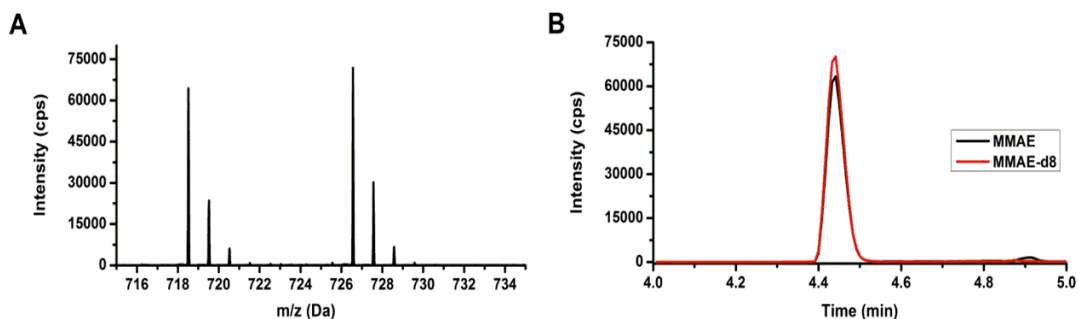 A
Intensity (cps)
75000
60000
45000
30000
15000
0
716 718 720 722 724 726 728 730 732 734
m/z (Da)
B
Intensity (cps)
75000
60000
45000
30000
15000
0
4.0 4.2 4.4 4.6 4.8 5.0
Time (min)
MMAE
MMAE-d8